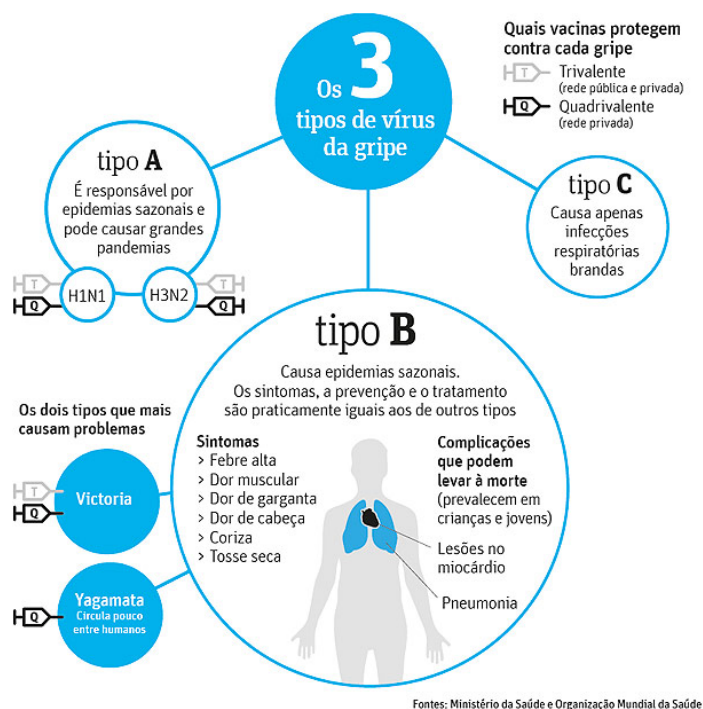 Os 3
tipos de vírus
da gripe
Quais vacinas protegem
contra cada gripe
T
Trivalente
(rede pública e privada)
Q
Quadrivalente
(rede privada)
tipo A
É responsável por
epidemias sazonais e
pode causar grandes
pandemias
T
Q
H1N1
H3N2
T
Q
tipo C
Causa apenas
infecções
respiratórias
brandas
tipo B
Causa epidemias sazonais.
Os sintomas, a prevenção e o tratamento
são praticamente iguais aos de outros tipos
Sintomas
> Febre alta
> Dor muscular
> Dor de garganta
> Dor de cabeça
> Coriza
> Tosse seca
Complicações
que podem
levar à morte
(prevalecem em
crianças e jovens)
Lesões no
miocárdio
Pneumonia
Os dois tipos que mais
causam problemas
T
Q
Victoria
Q
Yagamata
Circula pouco
entre humanos
Fontes: Ministério da Saúde e Organização Mundial da Saúde